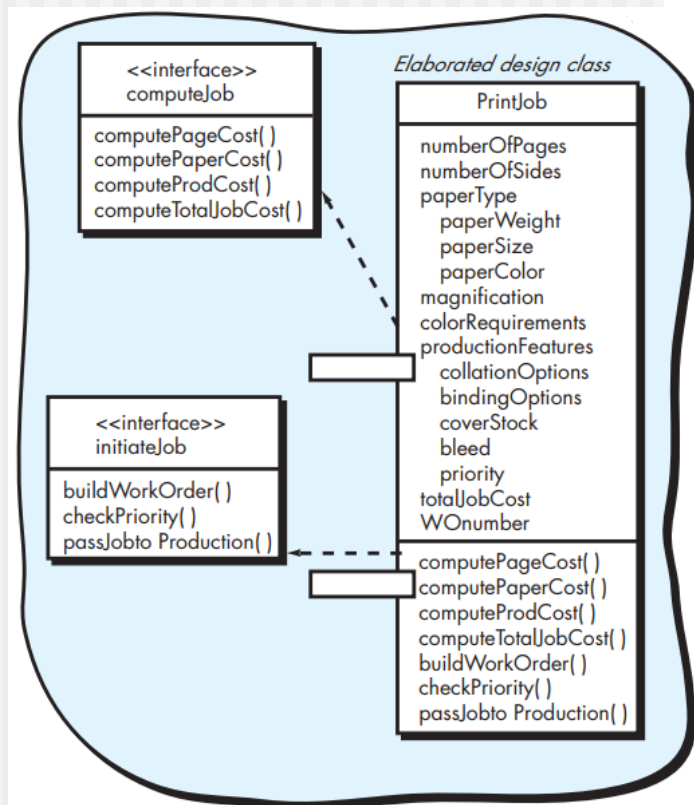 <<interface>>
computeJob
computePageCost( )
computePaperCost( )
computeProdCost( )
computeTotalJobCost( )
<<interface>>
initiateJob
buildWorkOrder( )
checkPriority( )
passJobto Production( )
Elaborated design class
PrintJob
numberOfPages
numberOfSides
paperType
paperWeight
paperSize
paperColor
magnification
colorRequirements
productionFeatures
collationOptions
bindingOptions
coverStock
bleed
priority
totalJobCost
WOnumber
computePageCost( )
computePaperCost( )
computeProdCost( )
computeTotalJobCost( )
buildWorkOrder( )
checkPriority( )
passJobto Production( )